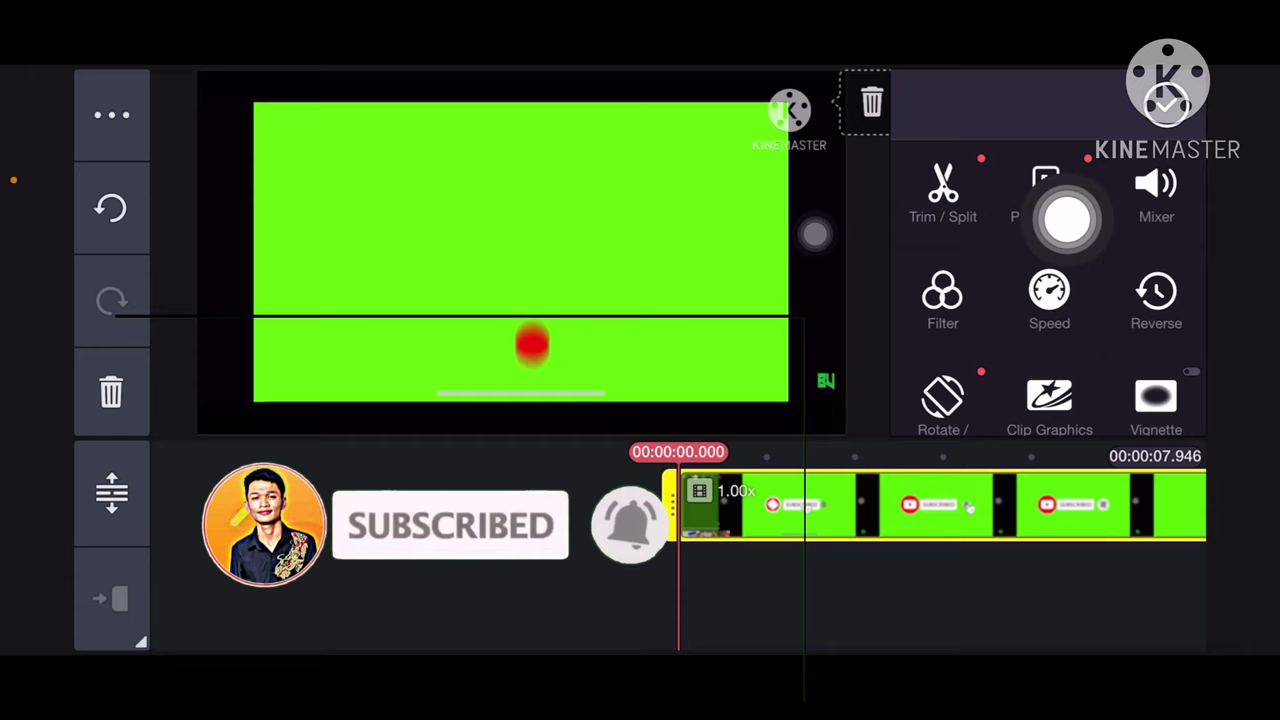 KINEMASTER
KINEMASTER
Trim / Split
P
Mixer
Filter
Speed
Reverse
Rotate /
Clip Graphics
Vignette
00:00:00.000
00:00:07.946
1.00x
SUBSCRIBED